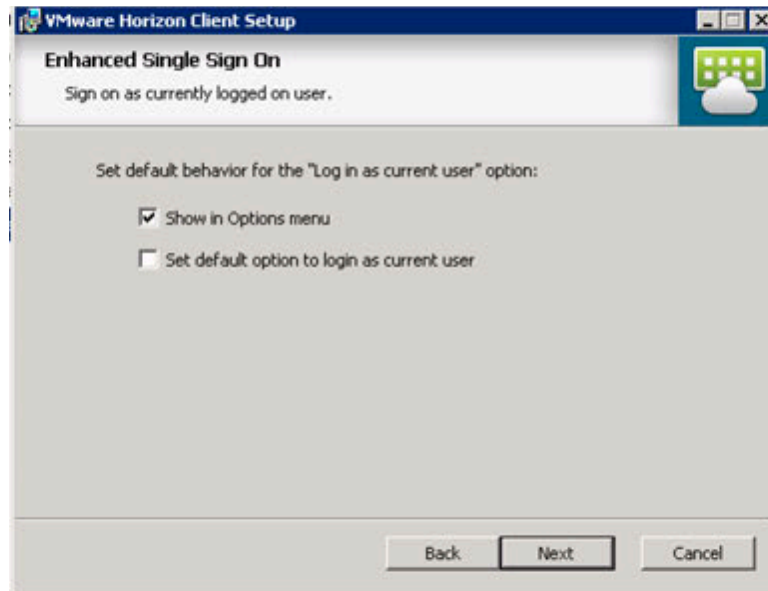 VMware Horizon Client Setup
Enhanced Single Sign On
Sign on as currently logged on user.
Set default behavior for the "Log in as current user" option:
Show in Options menu
Set default option to login as current user
Back Next Cancel